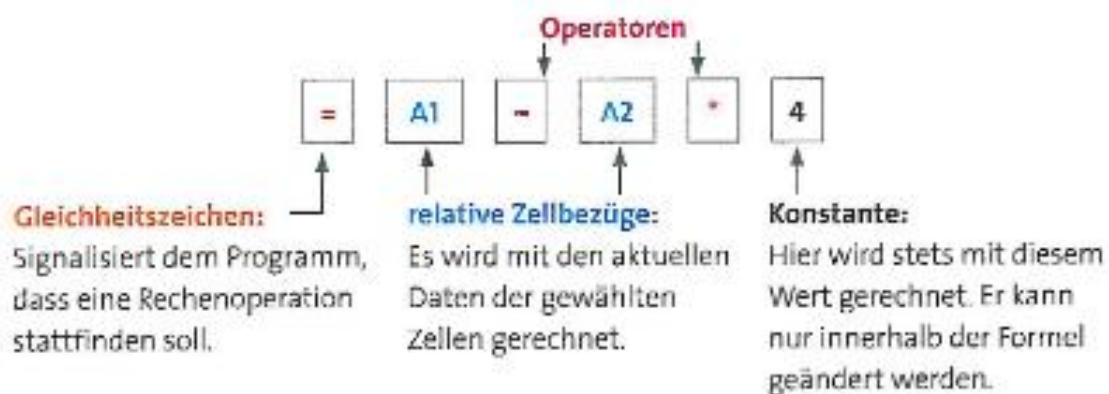 Operatoren
= A1 - A2 * 4
Gleichheitszeichen:
Signalisiert dem Programm,
dass eine Rechenoperation
stattfinden soll.
relative Zellbezüge:
Es wird mit den aktuellen
Daten der gewählten
Zellen gerechnet.
Konstante:
Hier wird stets mit diesem
Wert gerechnet. Er kann
nur innerhalb der Formel
geändert werden.